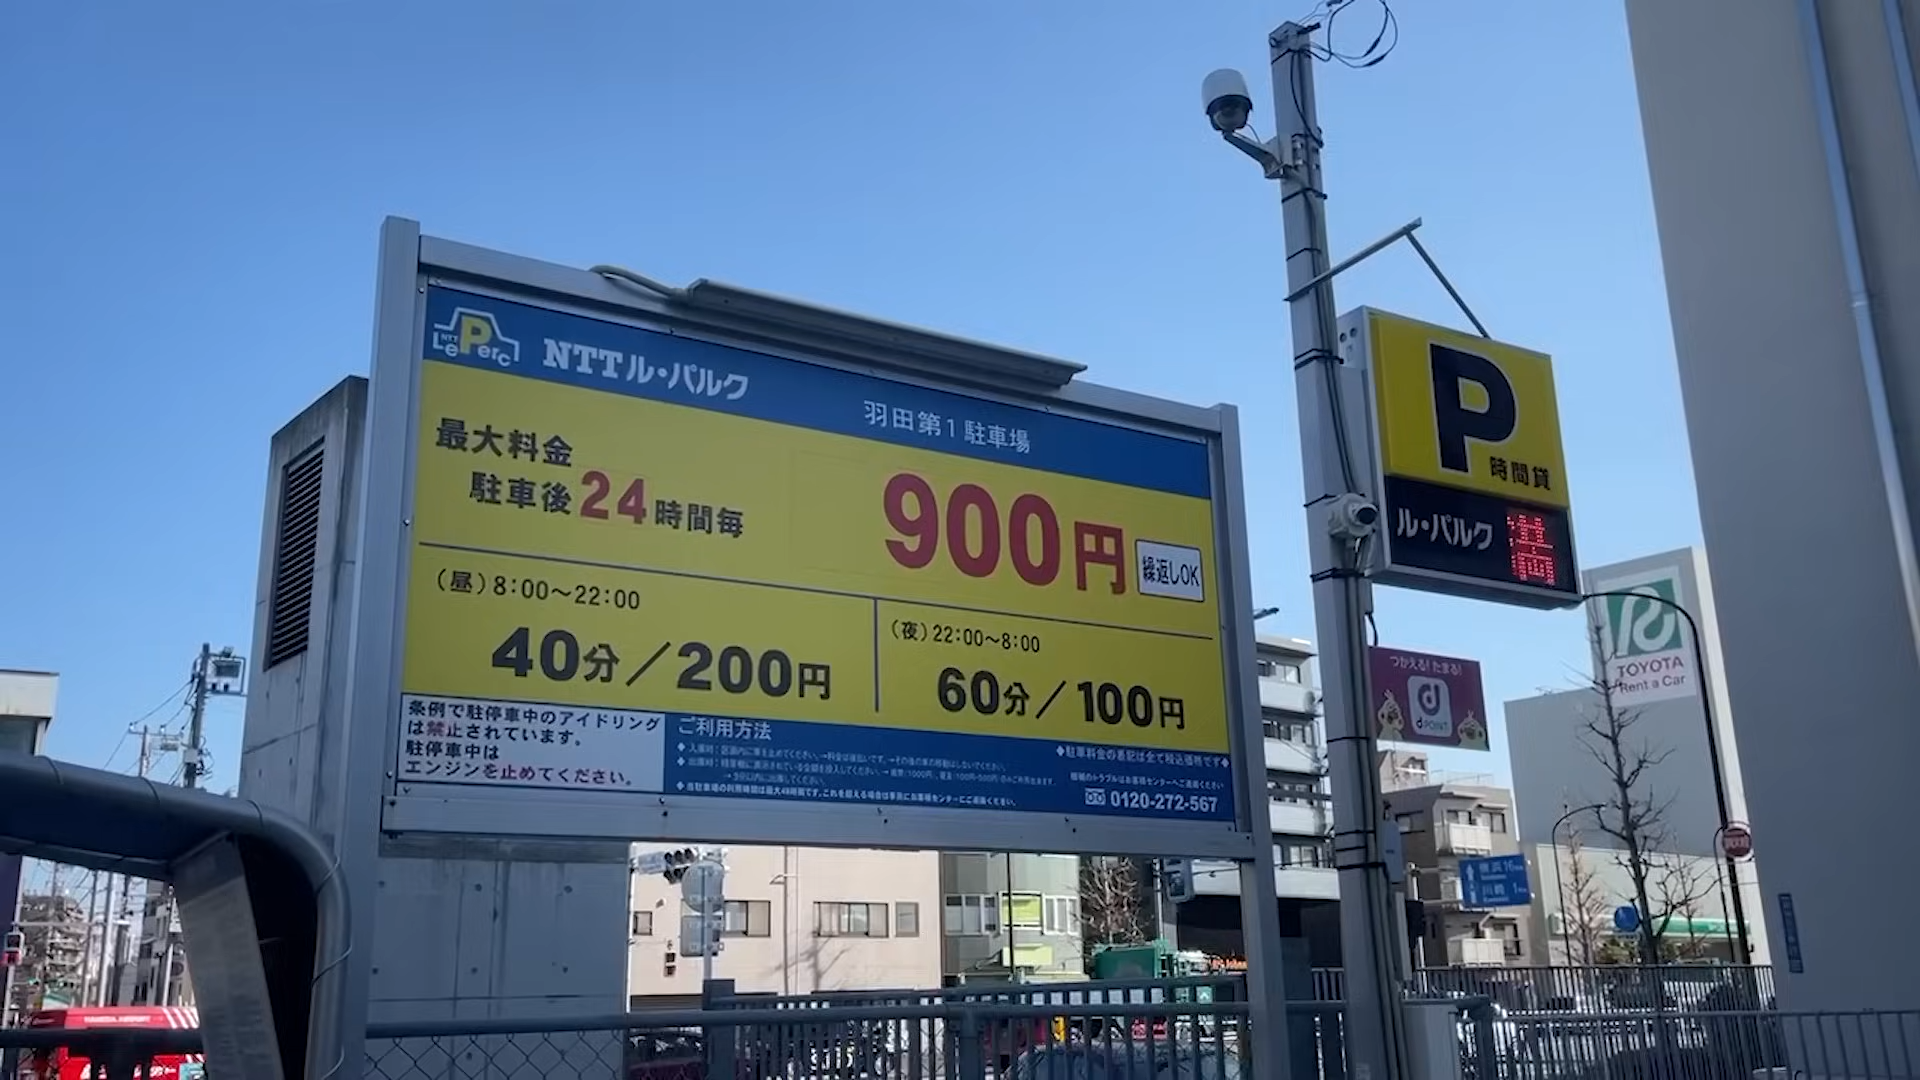 NTT
LePerc
NTTル・パルク
羽田第1駐車場
最大料金
駐車後24時間毎
900円
繰返しOK
(昼)8:00～22:00
40分／200円
(夜)22:00～8:00
60分／100円
条例で駐停車中のアイドリング
は禁止されています。
駐停車中は
エンジンを止めてください。
ご利用方法
◆駐車料金の表記は全て税込価格です◆
0120-272-567
P
時間貸
ル・パルク
つかえる!たまる!
d POINT
TOYOTA
Rent a Car